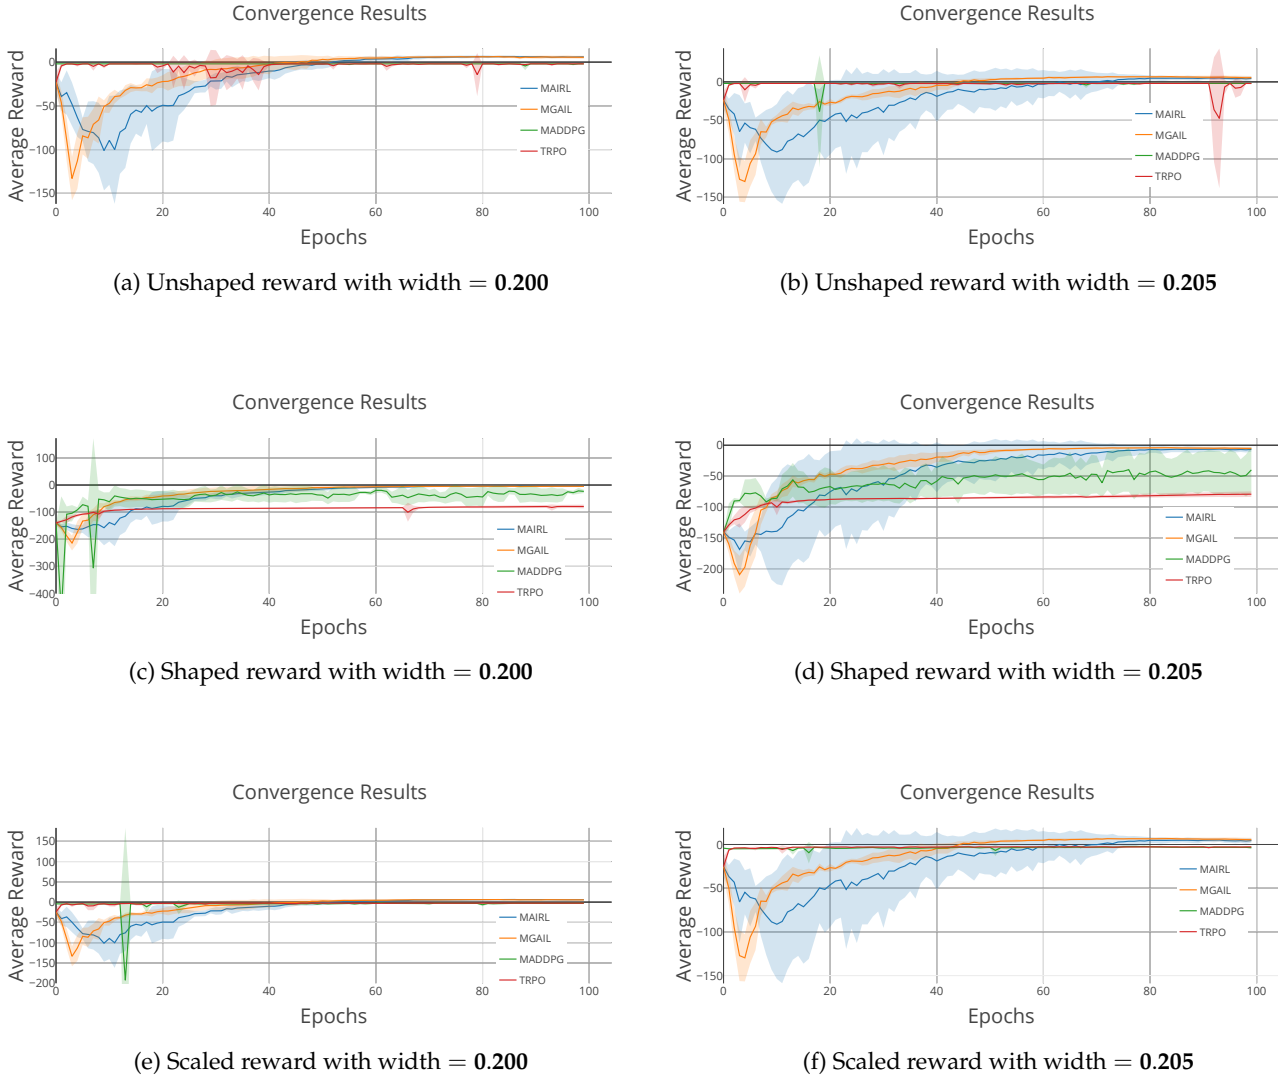 Convergence Results
Average Reward
0
−50
−100
−150
0 20 40 60 80 100
Epochs
MAIRL
MGAIL
MADDPG
TRPO
(a) Unshaped reward with width = 0.200
Convergence Results
Average Reward
0
−50
−100
−150
0 20 40 60 80 100
Epochs
MAIRL
MGAIL
MADDPG
TRPO
(b) Unshaped reward with width = 0.205
Convergence Results
Average Reward
100
0
−100
−200
−300
−400
0 20 40 60 80 100
Epochs
MAIRL
MGAIL
MADDPG
TRPO
(c) Shaped reward with width = 0.200
Convergence Results
Average Reward
0
−50
−100
−150
−200
0 20 40 60 80 100
Epochs
MAIRL
MGAIL
MADDPG
TRPO
(d) Shaped reward with width = 0.205
Convergence Results
Average Reward
150
100
50
0
−50
−100
−150
−200
0 20 40 60 80 100
Epochs
MAIRL
MGAIL
MADDPG
TRPO
(e) Scaled reward with width = 0.200
Convergence Results
Average Reward
0
−50
−100
−150
0 20 40 60 80 100
Epochs
MAIRL
MGAIL
MADDPG
TRPO
(f) Scaled reward with width = 0.205